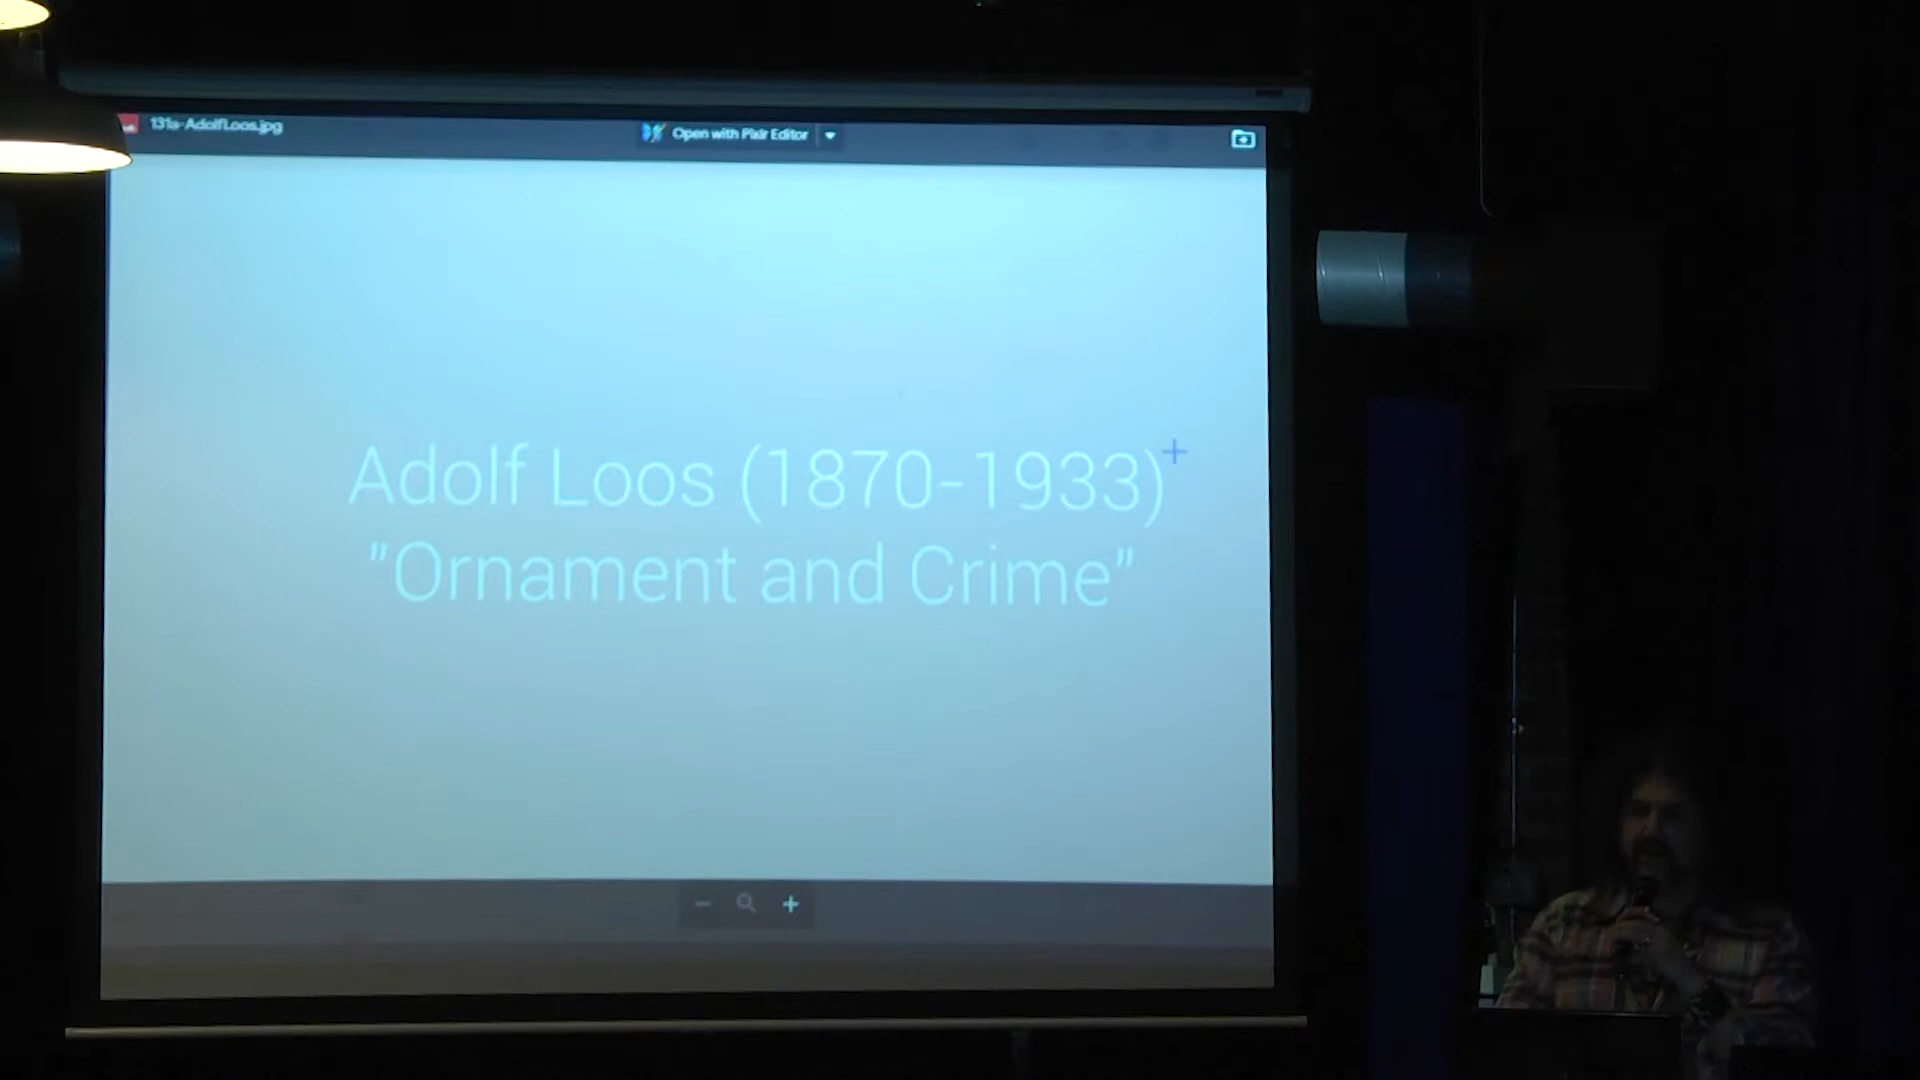 131a-AdolfLoos.jpg
Open with Pixlr Editor
Adolf Loos (1870-1933)
"Ornament and Crime"